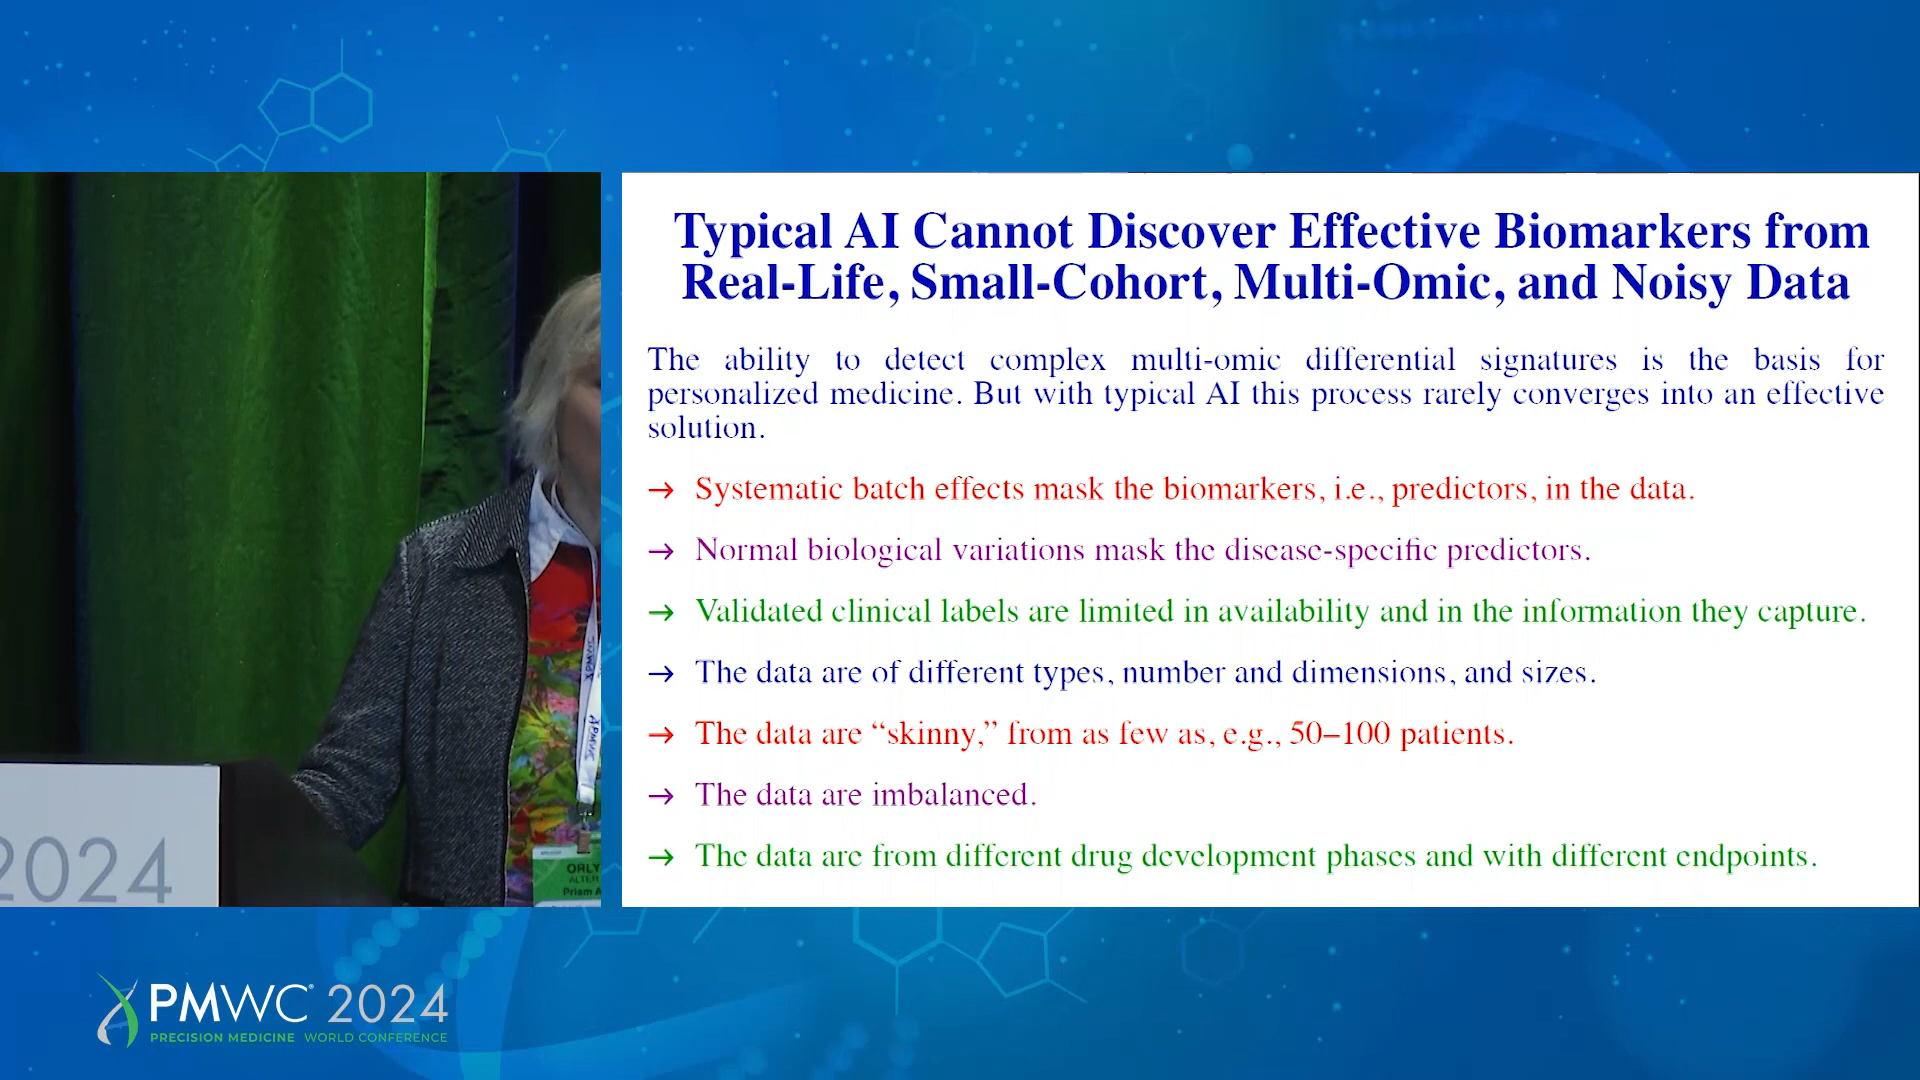 Typical AI Cannot Discover Effective Biomarkers from
Real-Life, Small-Cohort, Multi-Omic, and Noisy Data
The ability to detect complex multi-omic differential signatures is the basis for
personalized medicine. But with typical AI this process rarely converges into an effective
solution.
→ Systematic batch effects mask the biomarkers, i.e., predictors, in the data.
→ Normal biological variations mask the disease-specific predictors.
→ Validated clinical labels are limited in availability and in the information they capture.
→ The data are of different types, number and dimensions, and sizes.
→ The data are “skinny,” from as few as, e.g., 50–100 patients.
→ The data are imbalanced.
→ The data are from different drug development phases and with different endpoints.
2024
PMWC
PMWC
ORLY
ALTER
Prism A
PMWC 2024
PRECISION MEDICINE WORLD CONFERENCE